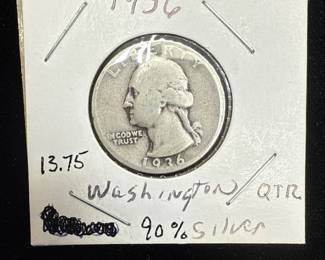 1936
LIBERTY
IN GOD WE
TRUST
1936
13.75
Washington QTR
90% Silver